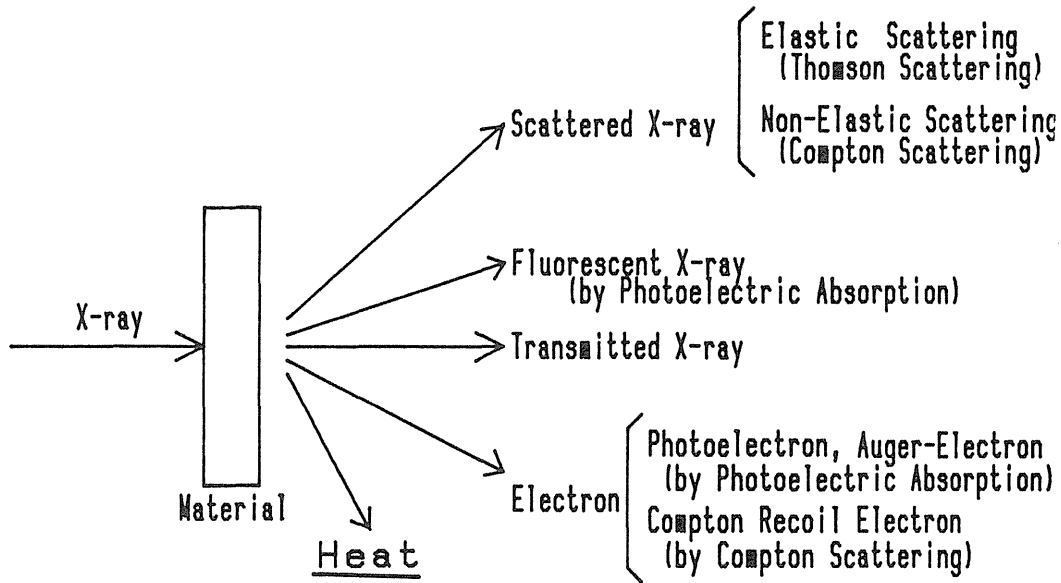 Elastic Scattering
(Thomson Scattering)
Scattered X-ray
Non-Elastic Scattering
(Compton Scattering)
Fluorescent X-ray
(by Photoelectric Absorption)
X-ray
Transmitted X-ray
Photoelectron, Auger-Electron
(by Photoelectric Absorption)
Electron
Compton Recoil Electron
(by Compton Scattering)
Material
Heat